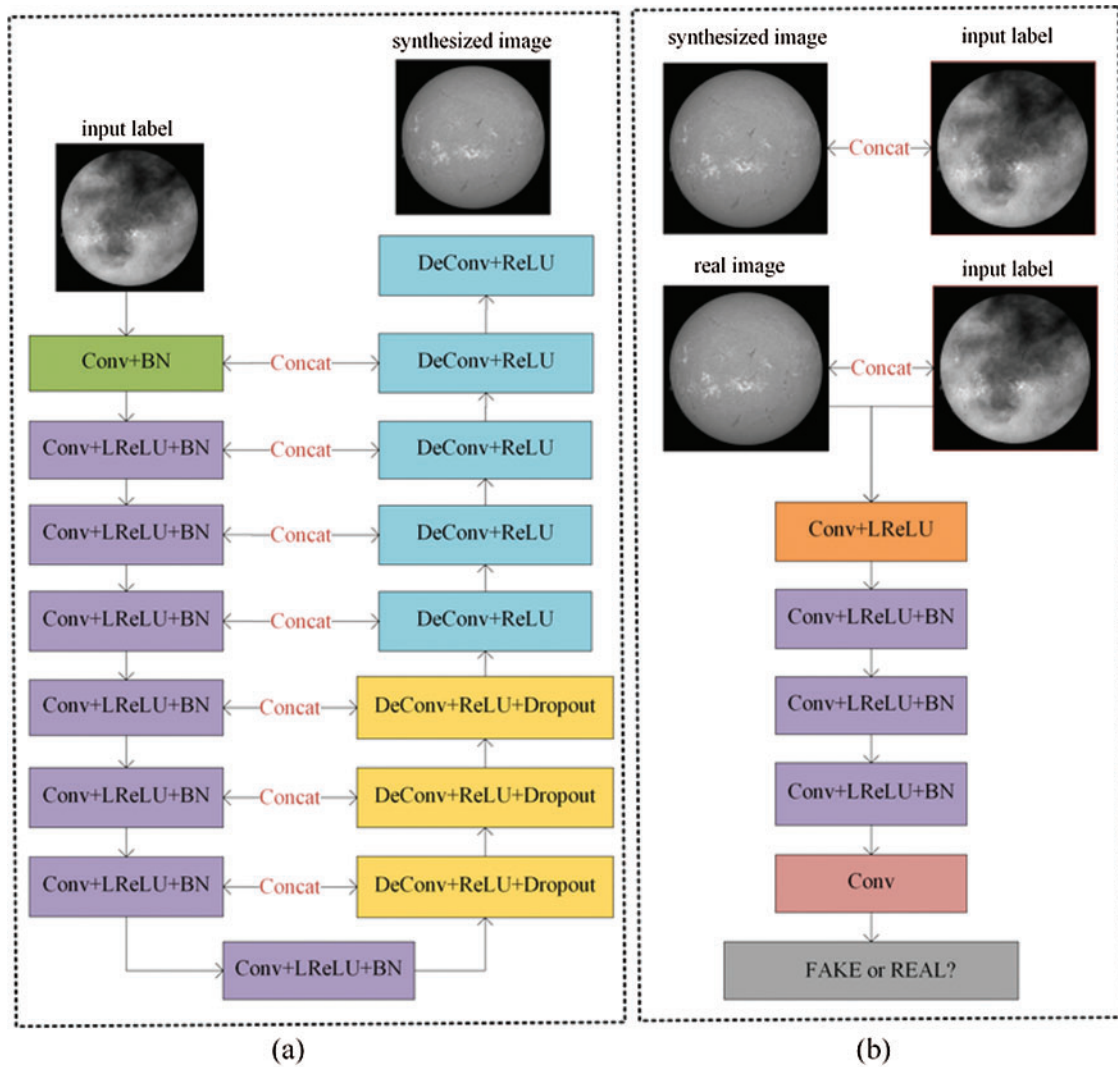 synthesized image
input label
DeConv+ReLU
Conv+BN
Concat
DeConv+ReLU
Conv+LReLU+BN
Concat
DeConv+ReLU
Conv+LReLU+BN
Concat
DeConv+ReLU
Conv+LReLU+BN
Concat
DeConv+ReLU
Conv+LReLU+BN
Concat
DeConv+ReLU+Dropout
Conv+LReLU+BN
Concat
DeConv+ReLU+Dropout
Conv+LReLU+BN
Concat
DeConv+ReLU+Dropout
Conv+LReLU+BN
(a)
synthesized image
input label
Concat
real image
input label
Concat
Conv+LReLU
Conv+LReLU+BN
Conv+LReLU+BN
Conv+LReLU+BN
Conv
FAKE or REAL?
(b)